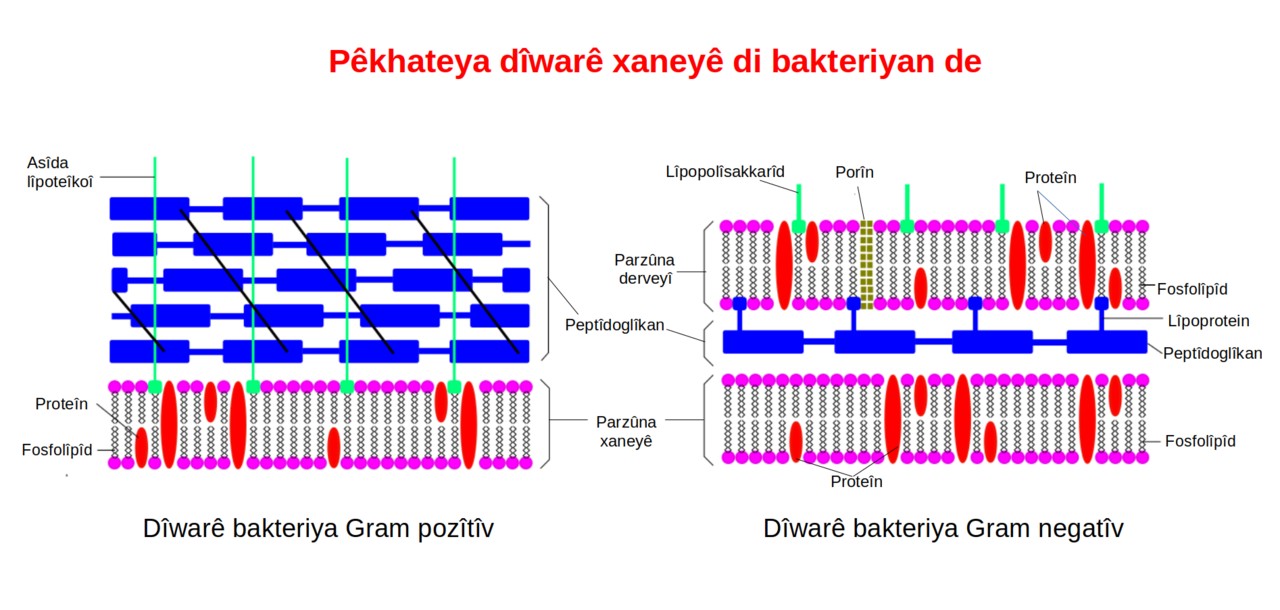 Pêkhateya dîwarê xaneyê di bakteriyan de
Asîda
lîpoteîkoî
Proteîn
Fosfolîpîd
Peptîdoglîkan
Parzûna
xaneyê
Dîwarê bakteriya Gram pozîtîv
Lîpopolîsakkarîd
Porîn
Proteîn
Parzûna
derveyî
Fosfolîpîd
Lîpoprotein
Peptîdoglîkan
Fosfolîpîd
Proteîn
Dîwarê bakteriya Gram negatîv